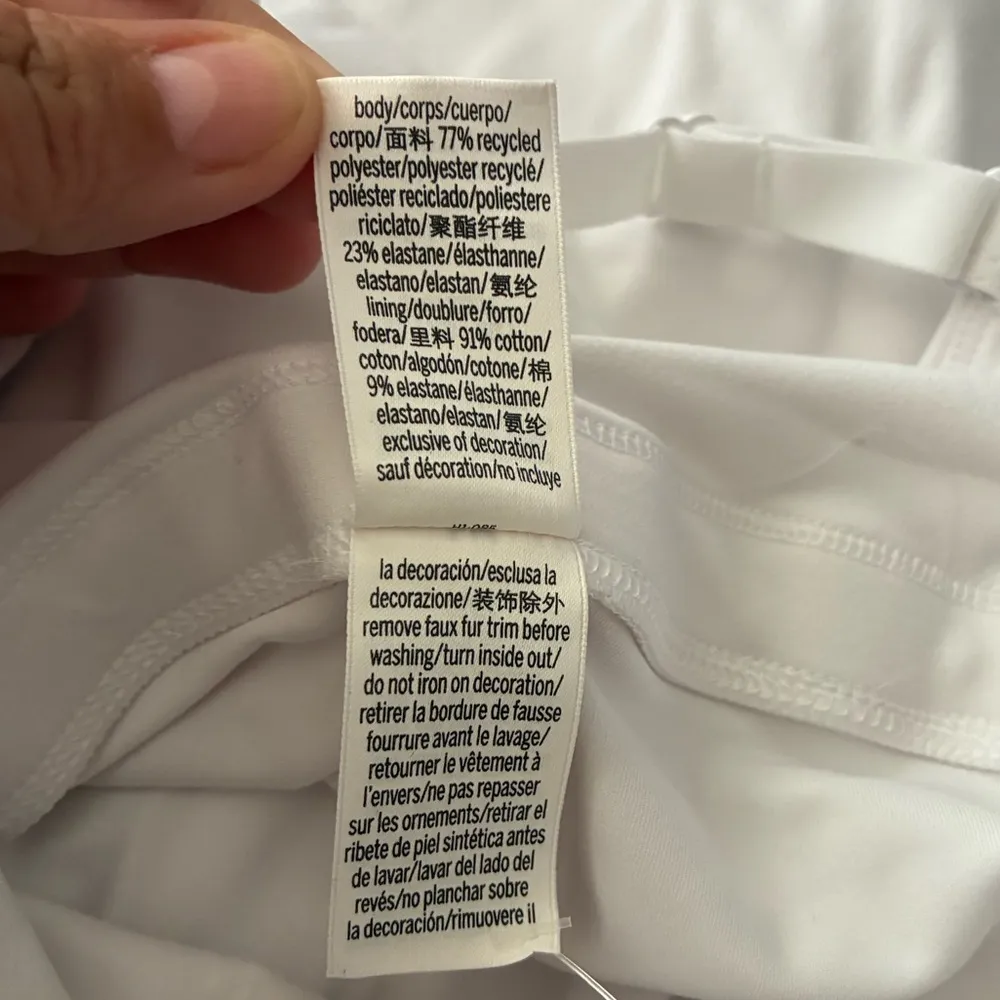 body/corps/cuerpo/
corpo/面料 77% recycled
polyester/polyester recyclé/
poliéster reciclado/poliestere
riciclato/聚酯纤维
23% elastane/élasthanne/
elastano/elastan/氨纶
lining/doublure/forro/
fodera/里料 91% cotton/
coton/algodón/cotone/棉
9% elastane/élasthanne/
elastano/elastan/氨纶
exclusive of decoration/
sauf décoration/no incluye
la decoración/esclusa la
decorazione/装饰除外
remove faux fur trim before
washing/turn inside out/
do not iron on decoration/
retirer la bordure de fausse
fourrure avant le lavage/
retourner le vêtement à
l'envers/ne pas repasser
sur les ornements/retirar el
ribete de piel sintética antes
de lavar/lavar del lado del
revés/no planchar sobre
la decoración/rimuovere il